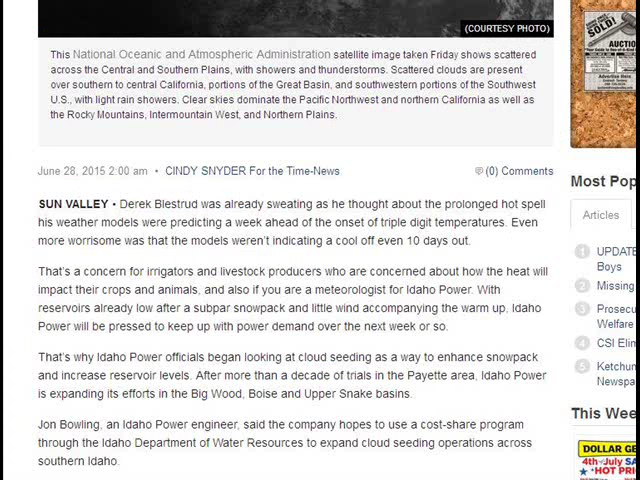 (COURTESY PHOTO)
This National Oceanic and Atmospheric Administration satellite image taken Friday shows scattered
across the Central and Southern Plains, with showers and thunderstorms. Scattered clouds are present
over southern to central California, portions of the Great Basin, and southwestern portions of the Southwest
U.S., with light rain showers. Clear skies dominate the Pacific Northwest and northern California as well as
the Rocky Mountains, Intermountain West, and Northern Plains.
June 28, 2015 2:00 am • CINDY SNYDER For the Time-News
(0) Comments
SUN VALLEY • Derek Blestrud was already sweating as he thought about the prolonged hot spell
his weather models were predicting a week ahead of the onset of triple digit temperatures. Even
more worrisome was that the models weren't indicating a cool off even 10 days out.
That's a concern for irrigators and livestock producers who are concerned about how the heat will
impact their crops and animals, and also if you are a meteorologist for Idaho Power. With
reservoirs already low after a subpar snowpack and little wind accompanying the warm up, Idaho
Power will be pressed to keep up with power demand over the next week or so.
That's why Idaho Power officials began looking at cloud seeding as a way to enhance snowpack
and increase reservoir levels. After more than a decade of trials in the Payette area, Idaho Power
is expanding its efforts in the Big Wood, Boise and Upper Snake basins.
Jon Bowling, an Idaho Power engineer, said the company hopes to use a cost-share program
through the Idaho Department of Water Resources to expand cloud seeding operations across
southern Idaho.
SOLD!
AUCTIO
Advertise Here
Most Pop
Articles
1 UPDATE
Boys
2 Missing
3 Prosecu
Welfare
4 CSI Elim
5 Ketchum
Newspa
This Wee
DOLLAR GE
4th of July SA
HOT PRI